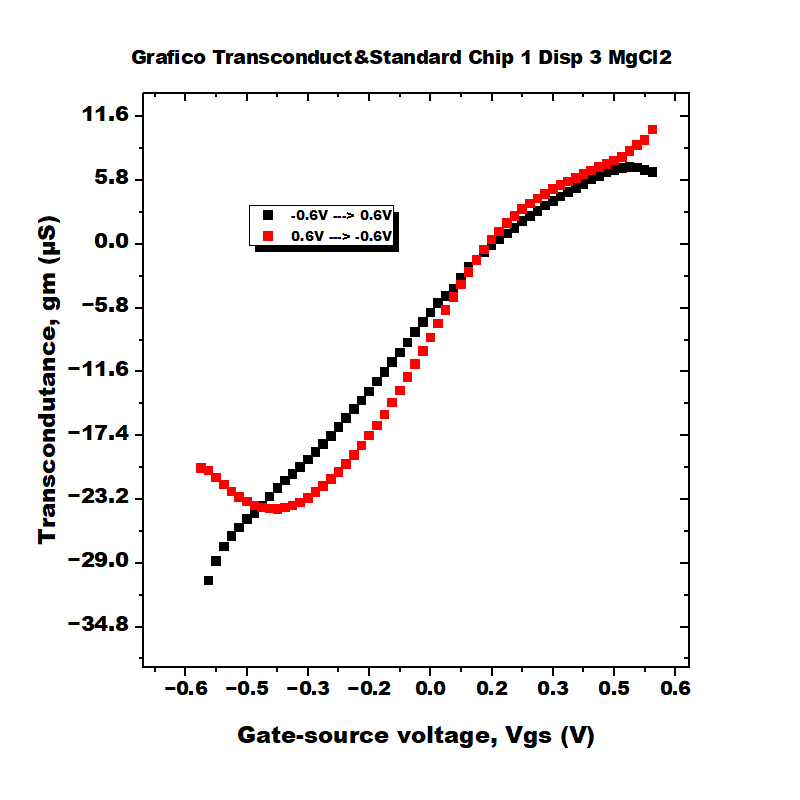 Grafico Transconduct&Standard Chip 1 Disp 3 MgCl2
11.6
5.8
0.0
−5.8
−11.6
−17.4
−23.2
−29.0
−34.8
Transcondutance, gm (µS)
-0.6V ---> 0.6V
0.6V ---> -0.6V
−0.6 −0.5 −0.3 −0.2 0.0 0.2 0.3 0.5 0.6
Gate-source voltage, Vgs (V)